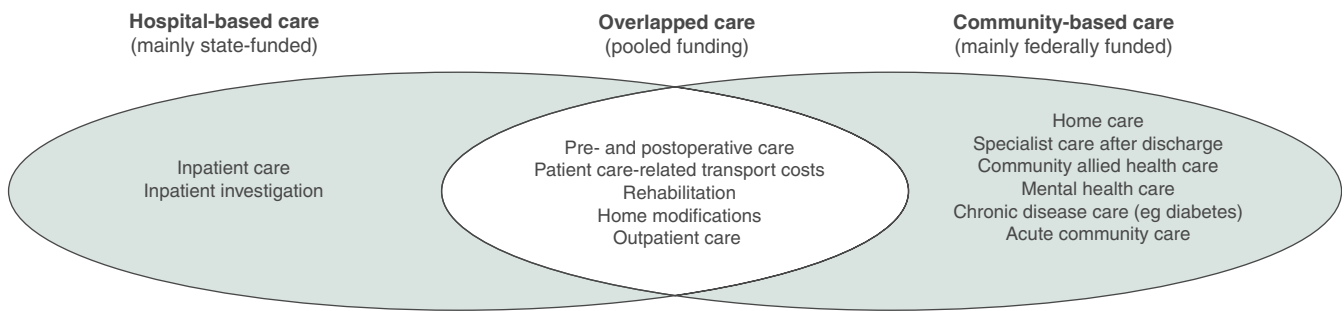 Hospital-based care
(mainly state-funded)
Overlapped care
(pooled funding)
Community-based care
(mainly federally funded)
Inpatient care
Inpatient investigation
Pre- and postoperative care
Patient care-related transport costs
Rehabilitation
Home modifications
Outpatient care
Home care
Specialist care after discharge
Community allied health care
Mental health care
Chronic disease care (eg diabetes)
Acute community care